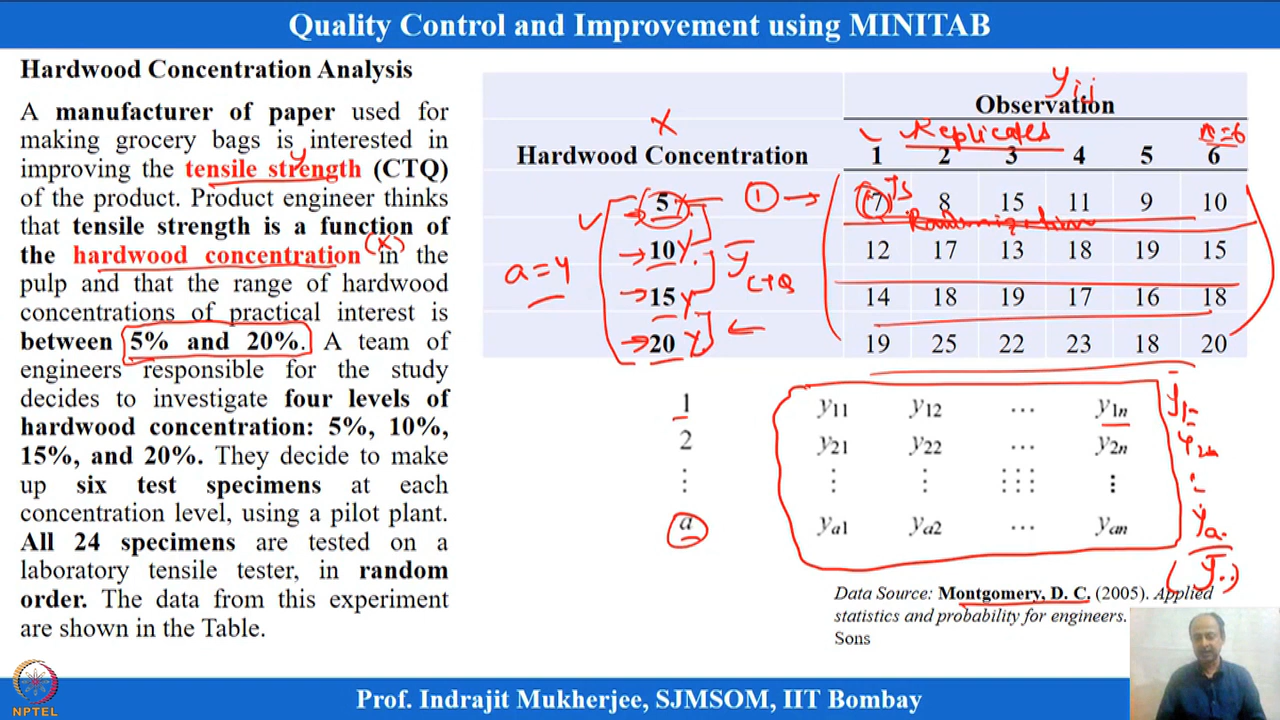 Quality Control and Improvement using MINITAB
Hardwood Concentration Analysis
A manufacturer of paper used for
making grocery bags is interested in
improving the tensile strength (CTQ)
of the product. Product engineer thinks
that tensile strength is a function of
the hardwood concentration in the
pulp and that the range of hardwood
concentrations of practical interest is
between 5% and 20%. A team of
engineers responsible for the study
decides to investigate four levels of
hardwood concentration: 5%, 10%,
15%, and 20%. They decide to make
up six test specimens at each
concentration level, using a pilot plant.
All 24 specimens are tested on a
laboratory tensile tester, in random
order. The data from this experiment
are shown in the Table.
y
(x)
a=4
x
yij
Observation
Replicates n=6
Hardwood Concentration 1 2 3 4 5 6
5 7 8 15 11 9 10
Randomization
10 12 17 13 18 19 15
15 14 18 19 17 16 18
20 19 25 22 23 18 20
1
y
CTQ
1 y11 y12 ... y1n
2 y21 y22 ... y2n
⋮ ⋮ ⋮ ⋮⋮⋮ ⋮
a ya1 ya2 ... yan
Data Source: Montgomery, D. C. (2005). Applied
statistics and probability for engineers.
Sons
NPTEL
Prof. Indrajit Mukherjee, SJMSOM, IIT Bombay